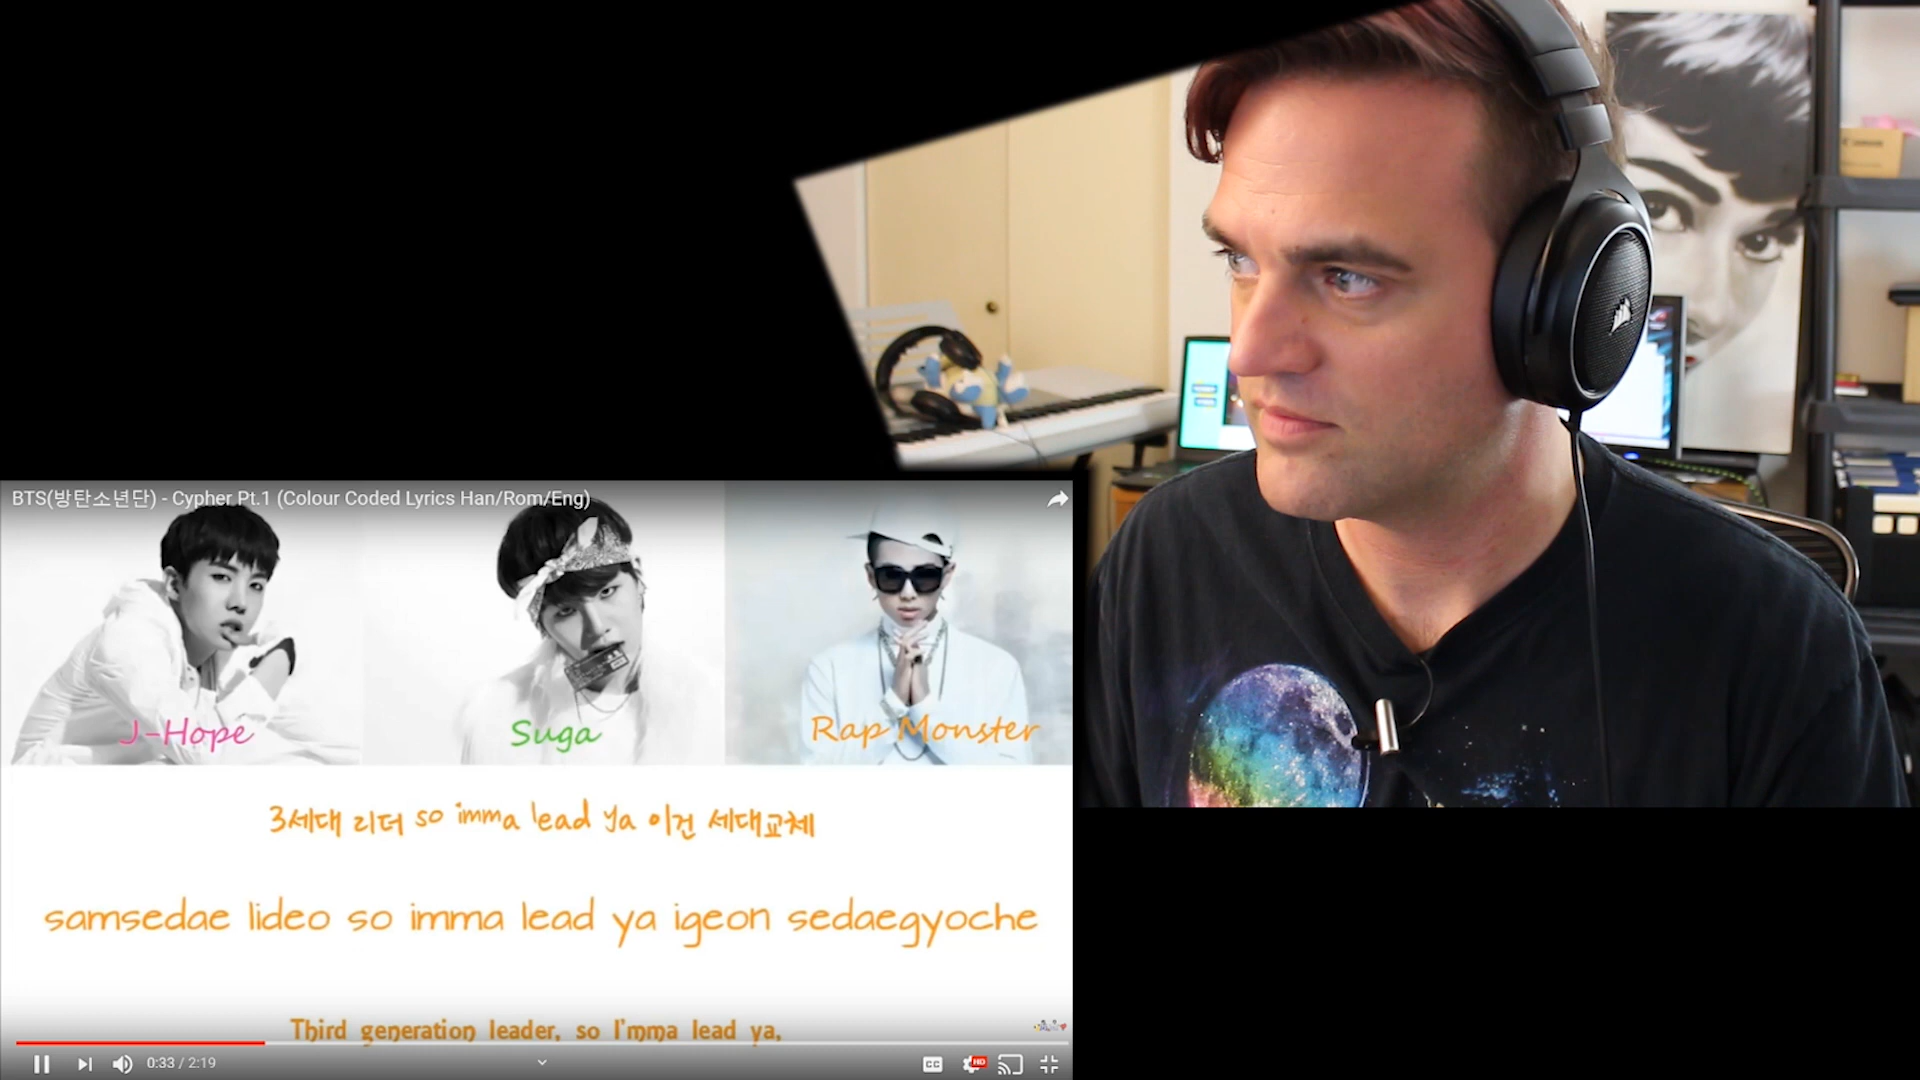 BTS(방탄소년단) - Cypher Pt.1 (Colour Coded Lyrics Han/Rom/Eng)
J-Hope
Suga
Rap Monster
3세대 리더 so imma lead ya 이건 세대교체
samsedae lideo so imma lead ya igeon sedaegyoche
Third generation leader, so I'mma lead ya,
0:33 / 2:19
CC
HD